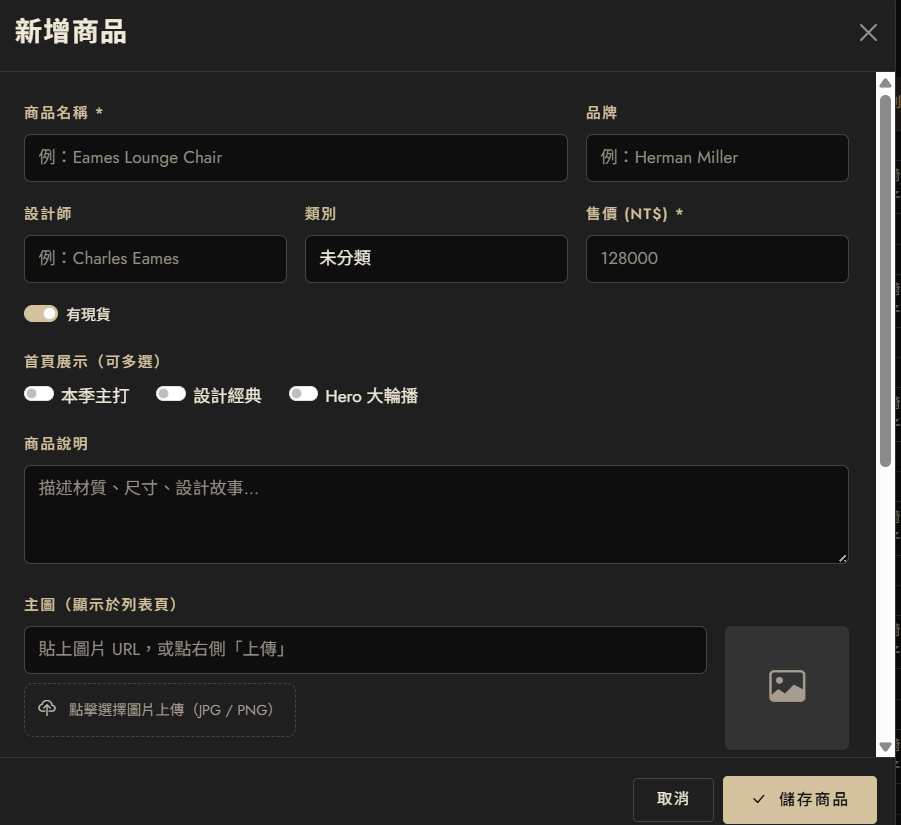 新增商品
商品名稱 *
品牌
例：Eames Lounge Chair
例：Herman Miller
設計師
類別
售價 (NT$) *
例：Charles Eames
未分類
128000
有現貨
首頁展示（可多選）
本季主打
設計經典
Hero 大輪播
商品說明
描述材質、尺寸、設計故事...
主圖（顯示於列表頁）
貼上圖片 URL，或點右側「上傳」
點擊選擇圖片上傳（JPG / PNG）
取消
儲存商品